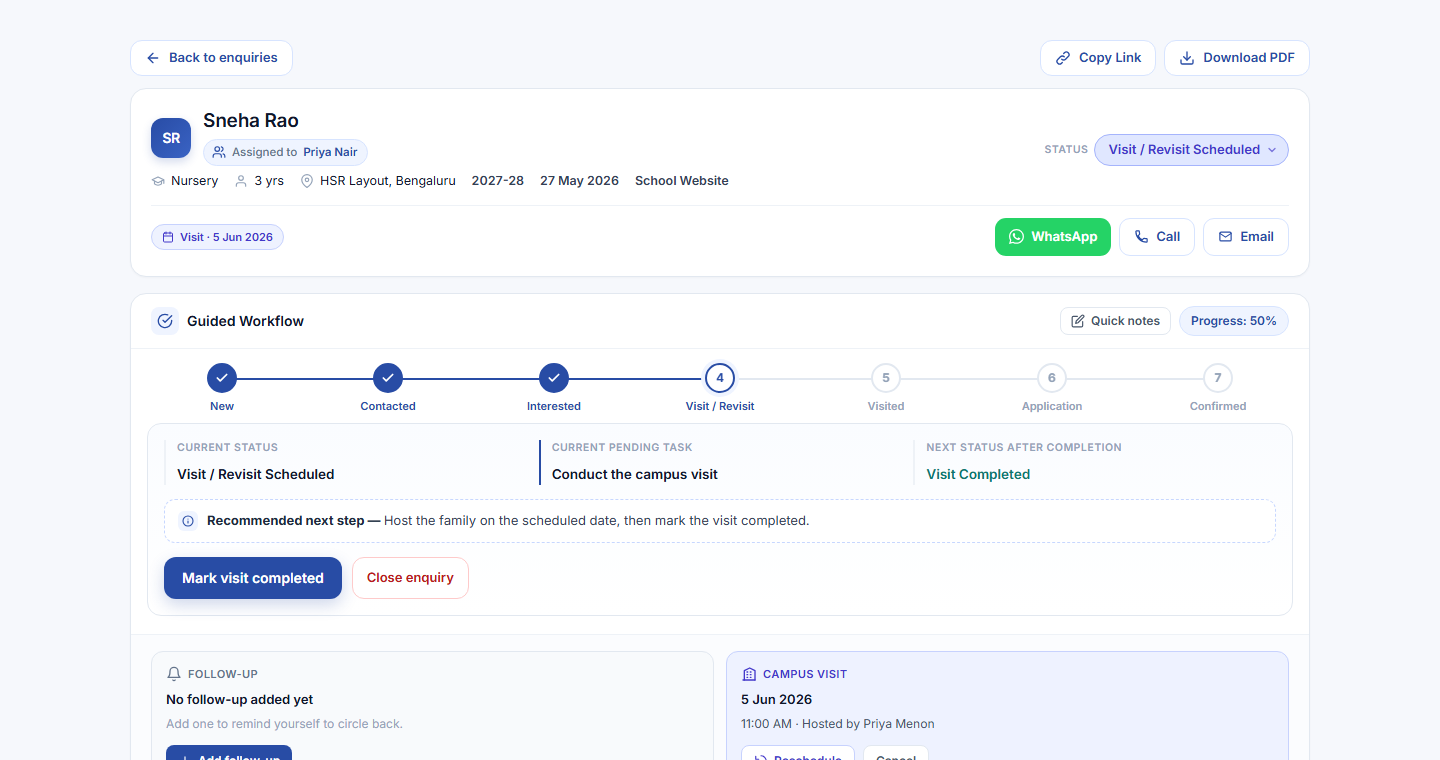 Back to enquiries
Copy Link
Download PDF
SR
Sneha Rao
Assigned to Priya Nair
STATUS
Visit / Revisit Scheduled
Nursery
3 yrs
HSR Layout, Bengaluru
2027-28
27 May 2026
School Website
Visit · 5 Jun 2026
WhatsApp
Call
Email
Guided Workflow
Quick notes
Progress: 50%
4
5
6
7
New
Contacted
Interested
Visit / Revisit
Visited
Application
Confirmed
CURRENT STATUS
Visit / Revisit Scheduled
CURRENT PENDING TASK
Conduct the campus visit
NEXT STATUS AFTER COMPLETION
Visit Completed
Recommended next step — Host the family on the scheduled date, then mark the visit completed.
Mark visit completed
Close enquiry
FOLLOW-UP
No follow-up added yet
Add one to remind yourself to circle back.
Add follow-up
CAMPUS VISIT
5 Jun 2026
11:00 AM · Hosted by Priya Menon
Reschedule
Cancel